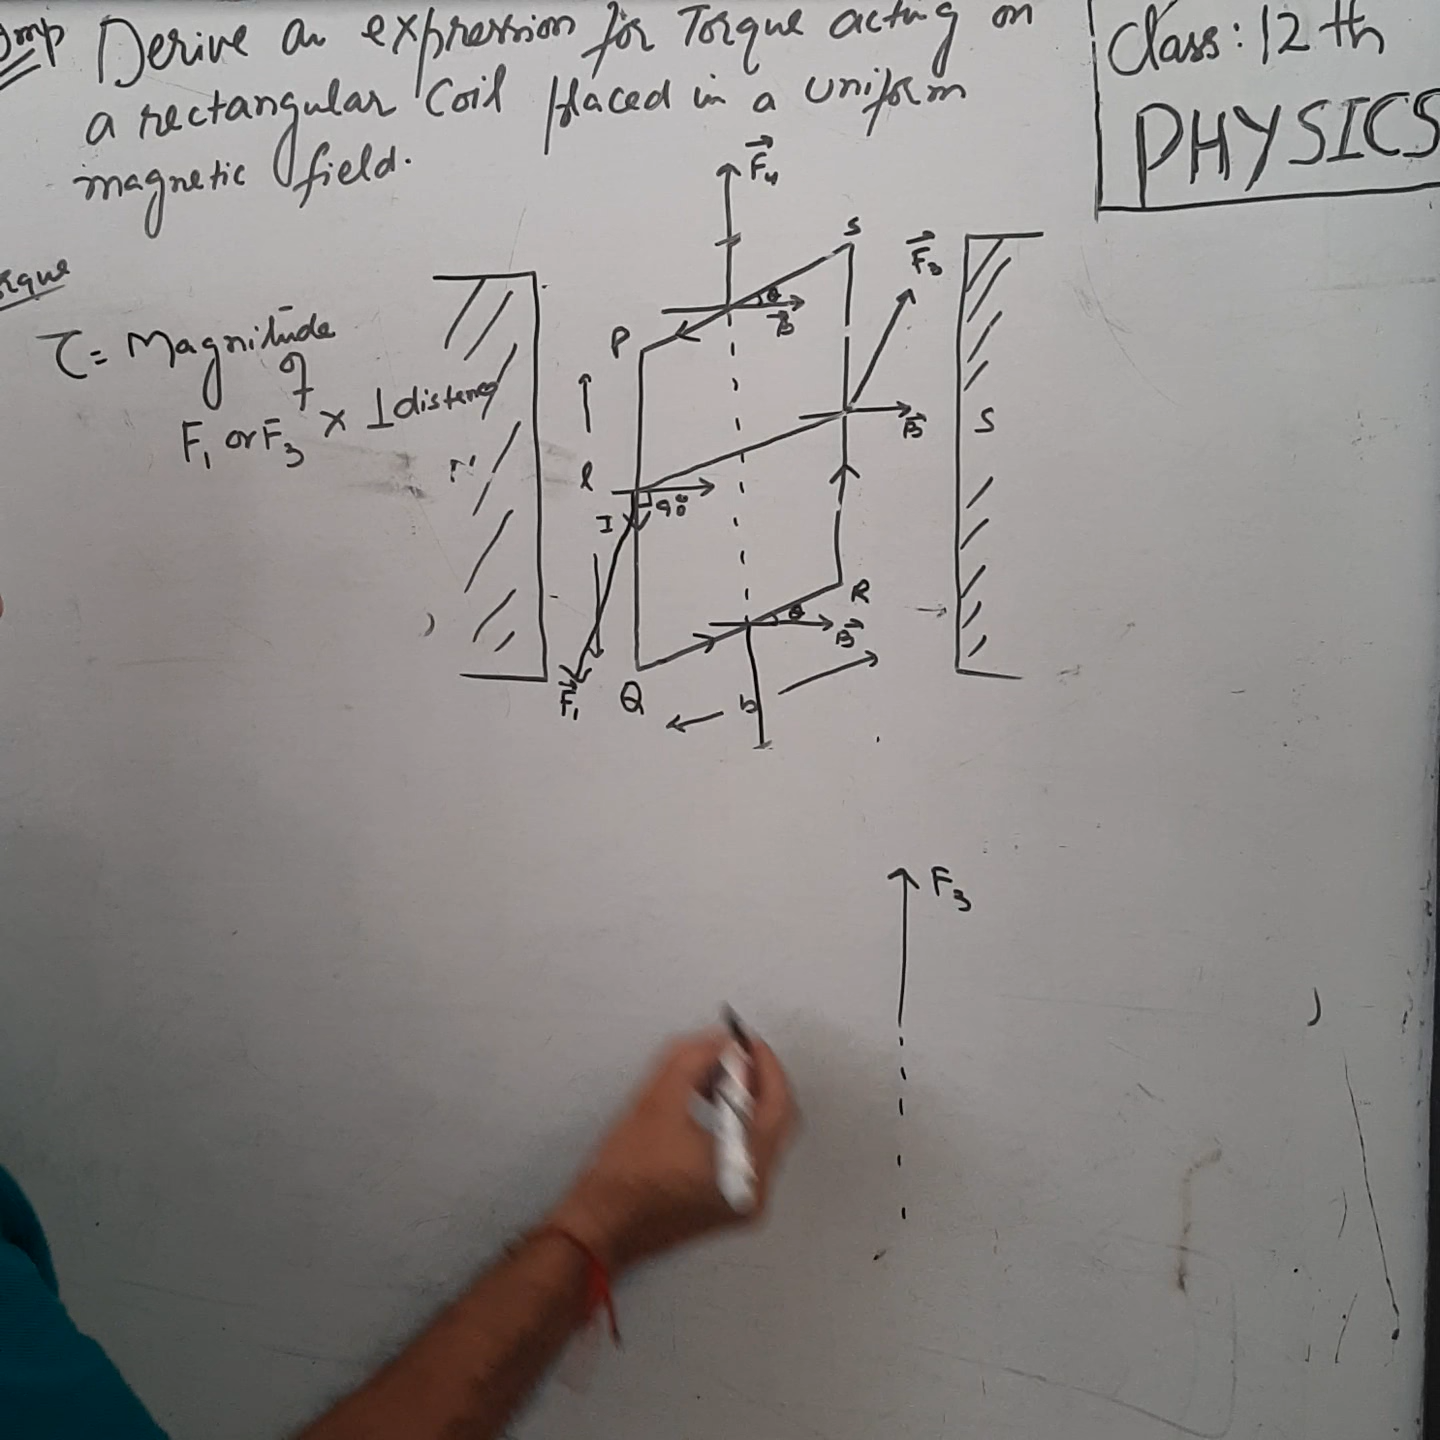 Imp Derive an expression for Torque acting on
a rectangular Coil placed in a uniform
magnetic field.
Class: 12 th
PHYSICS
τ = Magnitude
of
F₁ or F₃ × ⊥ distance
F₄
S
θ
B
P
F₃
B
S
N
l
I
90°
R
θ
B
F₁
Q
b
F₃